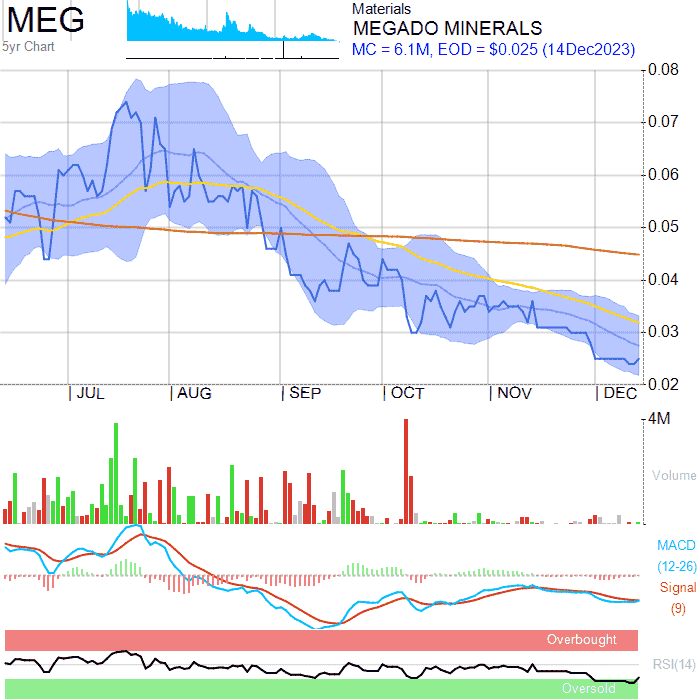 MEG
5yr Chart
Materials
MEGADO MINERALS
MC = 6.1M, EOD = $0.025 (14Dec2023)
0.08
0.07
0.06
0.05
0.04
0.03
0.02
JUL AUG SEP OCT NOV DEC
4M
Volume
MACD
(12-26)
Signal
(9)
Overbought
RSI(14)
Oversold